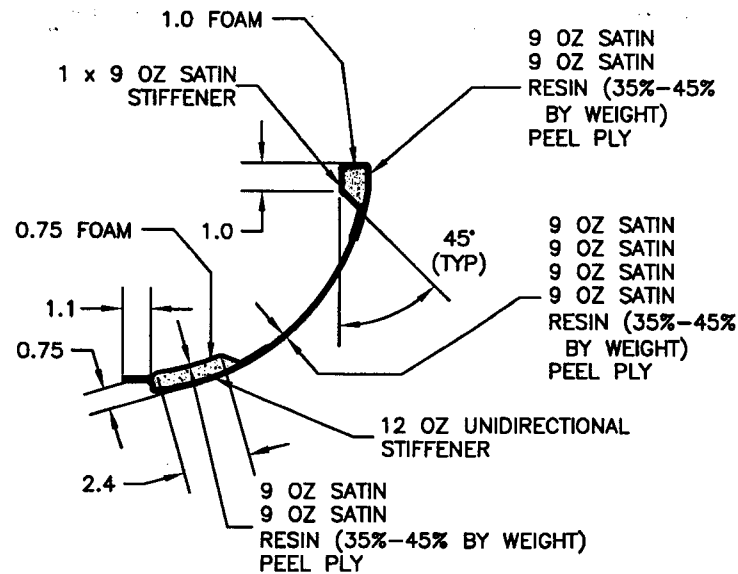 1.0 FOAM
1 x 9 OZ SATIN
STIFFENER
9 OZ SATIN
9 OZ SATIN
RESIN (35%-45%
BY WEIGHT)
PEEL PLY
1.0
0.75 FOAM
45°
(TYP)
9 OZ SATIN
9 OZ SATIN
9 OZ SATIN
9 OZ SATIN
RESIN (35%-45%
BY WEIGHT)
PEEL PLY
1.1
0.75
12 OZ UNIDIRECTIONAL
STIFFENER
2.4
9 OZ SATIN
9 OZ SATIN
RESIN (35%-45% BY WEIGHT)
PEEL PLY